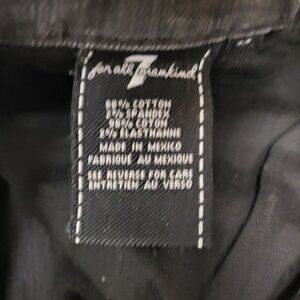 7
for all mankind
98% COTTON
2% SPANDEX
98% COTON
2% ELASTHANNE
MADE IN MEXICO
FABRIQUÉ AU MEXIQUE
SEE REVERSE FOR CARE
ENTRETIEN AU VERSO